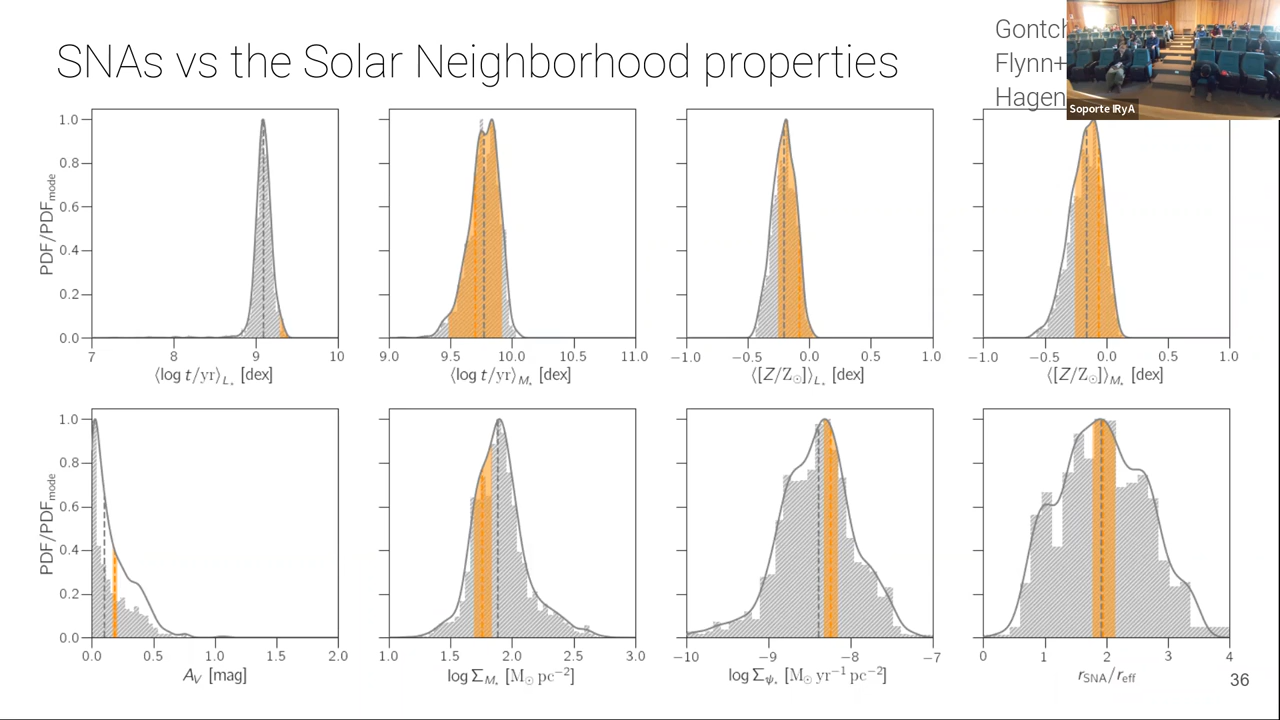 SNAs vs the Solar Neighborhood properties
Gontch
Flynn+
Hagen
Soporte IRyA
PDF/PDF_mode
1.0
0.8
0.6
0.4
0.2
0.0
7 8 9 10
⟨log t/yr⟩_L⋆ [dex]
9.0 9.5 10.0 10.5 11.0
⟨log t/yr⟩_M⋆ [dex]
−1.0 −0.5 0.0 0.5 1.0
⟨[Z/Z⊙]⟩_L⋆ [dex]
−1.0 −0.5 0.0 0.5 1.0
⟨[Z/Z⊙]⟩_M⋆ [dex]
PDF/PDF_mode
1.0
0.8
0.6
0.4
0.2
0.0
0.0 0.5 1.0 1.5 2.0
A_V [mag]
1.0 1.5 2.0 2.5 3.0
log Σ_M⋆ [M⊙ pc⁻²]
−10 −9 −8 −7
log Σ_ψ⋆ [M⊙ yr⁻¹ pc⁻²]
0 1 2 3 4
r_SNA/r_eff
36